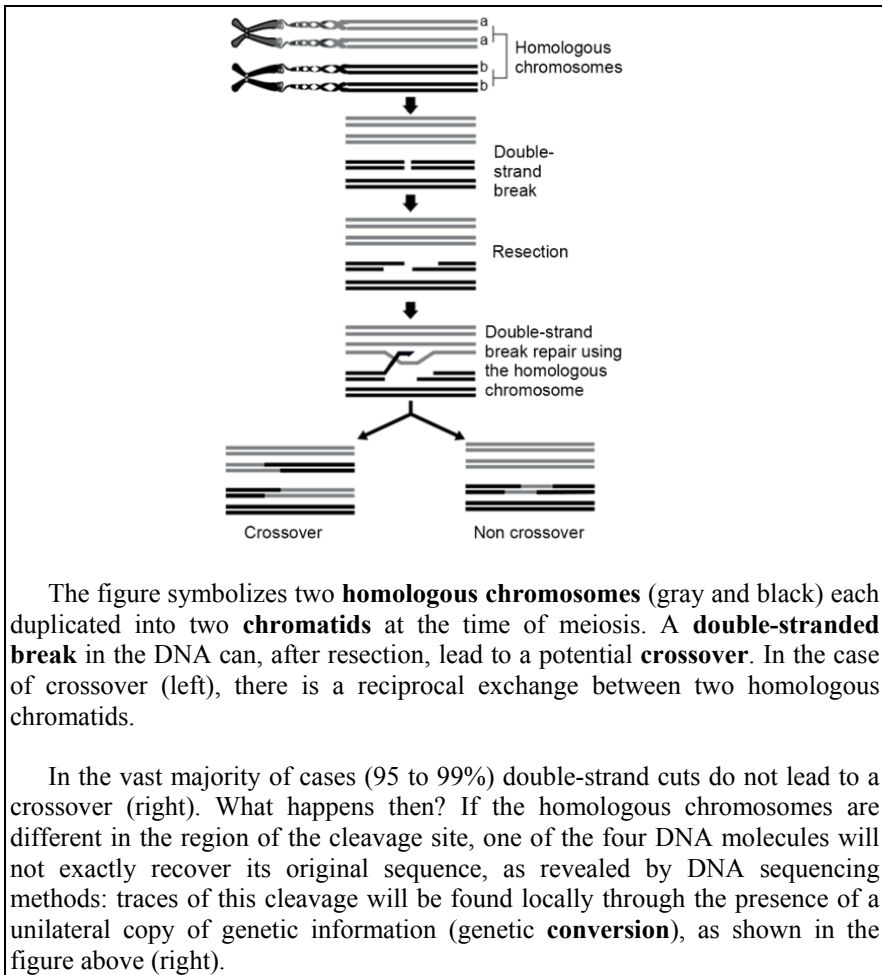 a
a
Homologous
chromosomes
b
b
Double-
strand
break
Resection
Double-strand
break repair using
the homologous
chromosome
Crossover
Non crossover
The figure symbolizes two homologous chromosomes (gray and black) each
duplicated into two chromatids at the time of meiosis. A double-stranded
break in the DNA can, after resection, lead to a potential crossover. In the case
of crossover (left), there is a reciprocal exchange between two homologous
chromatids.
In the vast majority of cases (95 to 99%) double-strand cuts do not lead to a
crossover (right). What happens then? If the homologous chromosomes are
different in the region of the cleavage site, one of the four DNA molecules will
not exactly recover its original sequence, as revealed by DNA sequencing
methods: traces of this cleavage will be found locally through the presence of a
unilateral copy of genetic information (genetic conversion), as shown in the
figure above (right).